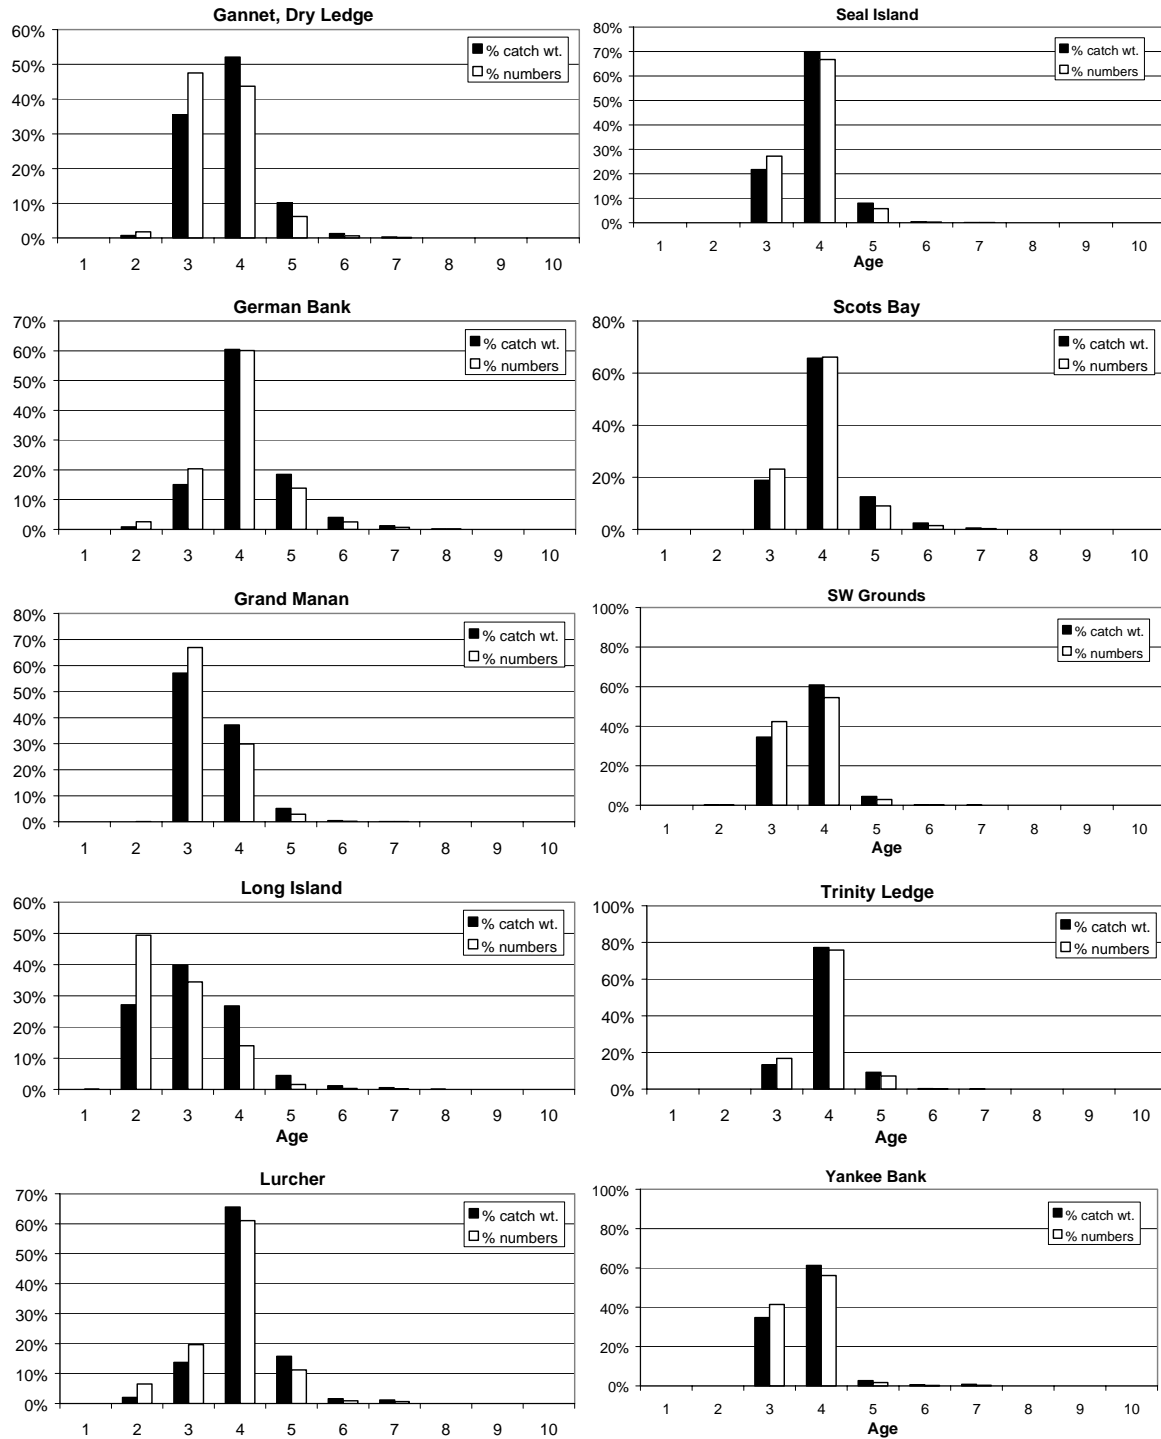 Gannet, Dry Ledge
60%
50%
40%
30%
20%
10%
0%
% catch wt.
% numbers
1 2 3 4 5 6 7 8 9 10
Seal Island
80%
70%
60%
50%
40%
30%
20%
10%
0%
% catch wt.
% numbers
1 2 3 4 5 6 7 8 9 10
Age
German Bank
70%
60%
50%
40%
30%
20%
10%
0%
% catch wt.
% numbers
1 2 3 4 5 6 7 8 9 10
Scots Bay
80%
60%
40%
20%
0%
% catch wt.
% numbers
1 2 3 4 5 6 7 8 9 10
Grand Manan
80%
70%
60%
50%
40%
30%
20%
10%
0%
% catch wt.
% numbers
1 2 3 4 5 6 7 8 9 10
SW Grounds
100%
80%
60%
40%
20%
0%
% catch wt.
% numbers
1 2 3 4 5 6 7 8 9 10
Age
Long Island
60%
50%
40%
30%
20%
10%
0%
% catch wt.
% numbers
1 2 3 4 5 6 7 8 9 10
Age
Trinity Ledge
100%
80%
60%
40%
20%
0%
% catch wt.
% numbers
1 2 3 4 5 6 7 8 9 10
Age
Lurcher
70%
60%
50%
40%
30%
20%
10%
0%
% catch wt.
% numbers
1 2 3 4 5 6 7 8 9 10
Yankee Bank
100%
80%
60%
40%
20%
0%
% catch wt.
% numbers
1 2 3 4 5 6 7 8 9 10
Age